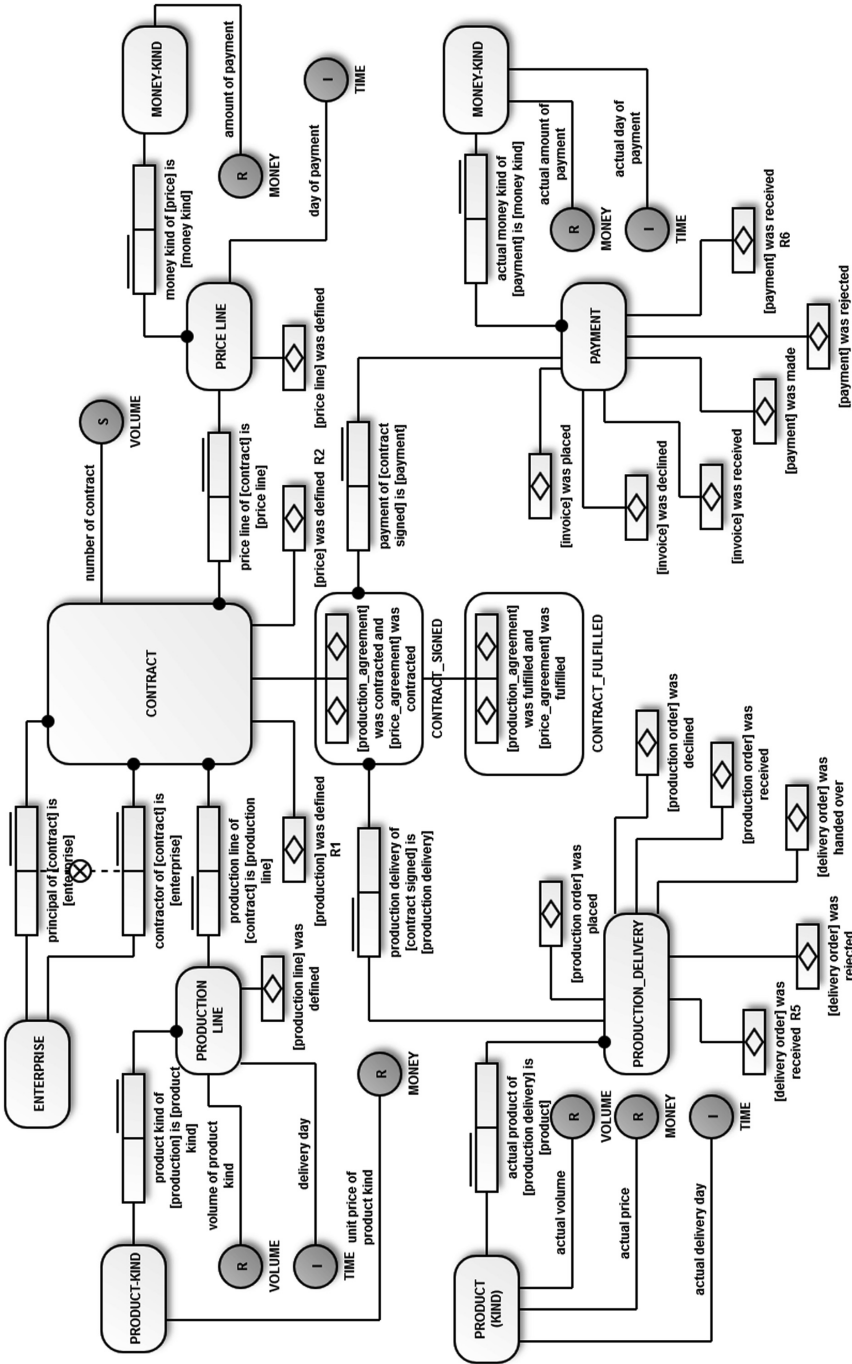 ENTERPRISE
principal of [contract] is
[enterprise]
contractor of [contract] is
[enterprise]
CONTRACT
number of contract
S
VOLUME
PRODUCT-KIND
product kind of
[production] is [product
kind]
PRODUCTION
LINE
production line of
[contract] is [production
line]
[production line] was
defined
volume of product
kind
R
VOLUME
delivery day
I
TIME
unit price of
product kind
R
MONEY
[production] was defined
R1
[price] was defined R2
price line of [contract] is
[price line]
PRICE LINE
[price line] was defined
money kind of [price] is
[money kind]
MONEY-KIND
amount of payment
R
MONEY
day of payment
I
TIME
[production_agreement]
was contracted and
[price_agreement] was
contracted
CONTRACT_SIGNED
[production_agreement]
was fulfilled and
[price_agreement] was
fulfilled
CONTRACT_FULFILLED
production delivery of
[contract signed] is
[production delivery]
payment of [contract
signed] is [payment]
PRODUCT
(KIND)
actual product of
[production delivery] is
[product]
actual volume
R
VOLUME
actual price
R
MONEY
actual delivery day
I
TIME
PRODUCTION_DELIVERY
[production order] was
placed
[production order] was
declined
[production order] was
received
[delivery order] was
handed over
[delivery order] was
rejected
[delivery order] was
received R5
PAYMENT
[invoice] was placed
[invoice] was declined
[invoice] was received
[payment] was made
[payment] was rejected
[payment] was received
R6
actual money kind of
[payment] is [money kind]
MONEY-KIND
actual amount of
payment
R
MONEY
actual day of
payment
I
TIME